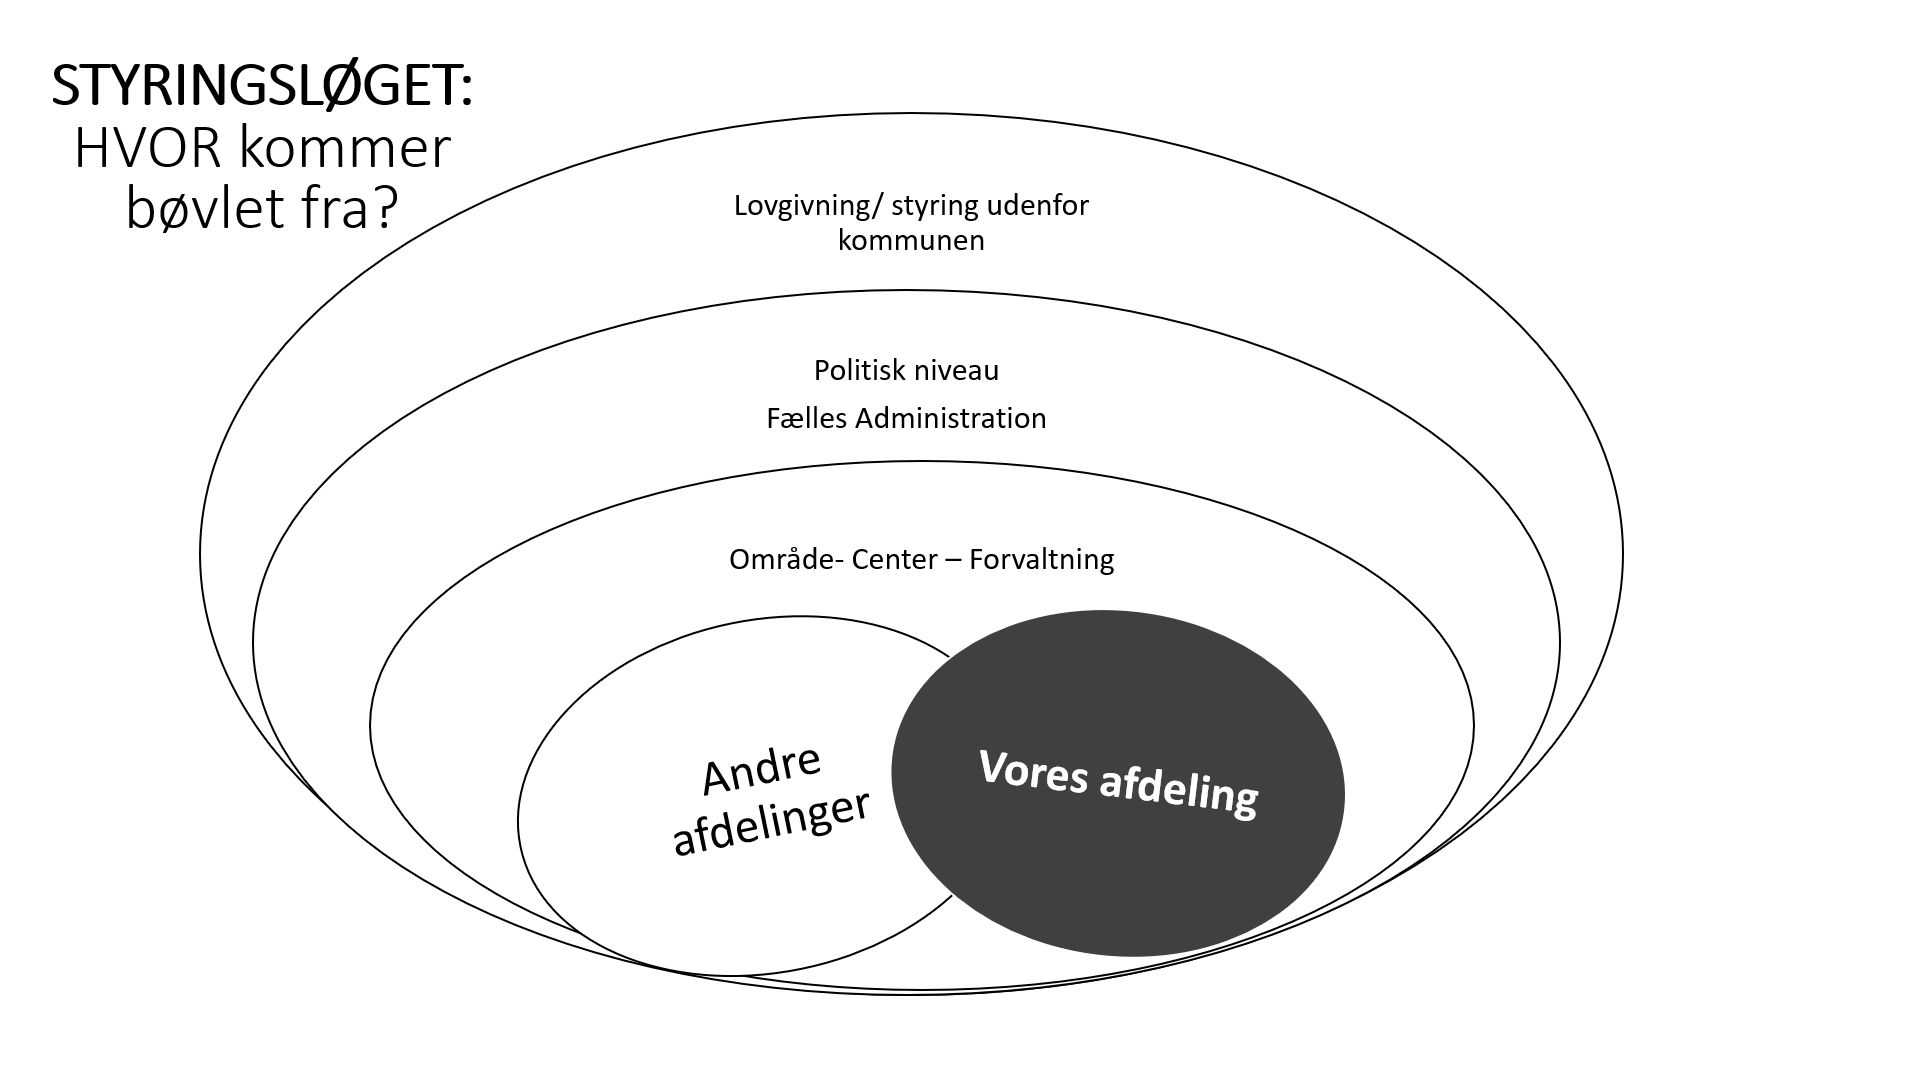 STYRINGSLØGET:
HVOR kommer
bøvlet fra?
Lovgivning/ styring udenfor
kommunen
Politisk niveau
Fælles Administration
Område- Center – Forvaltning
Andre
afdelinger
Vores afdeling